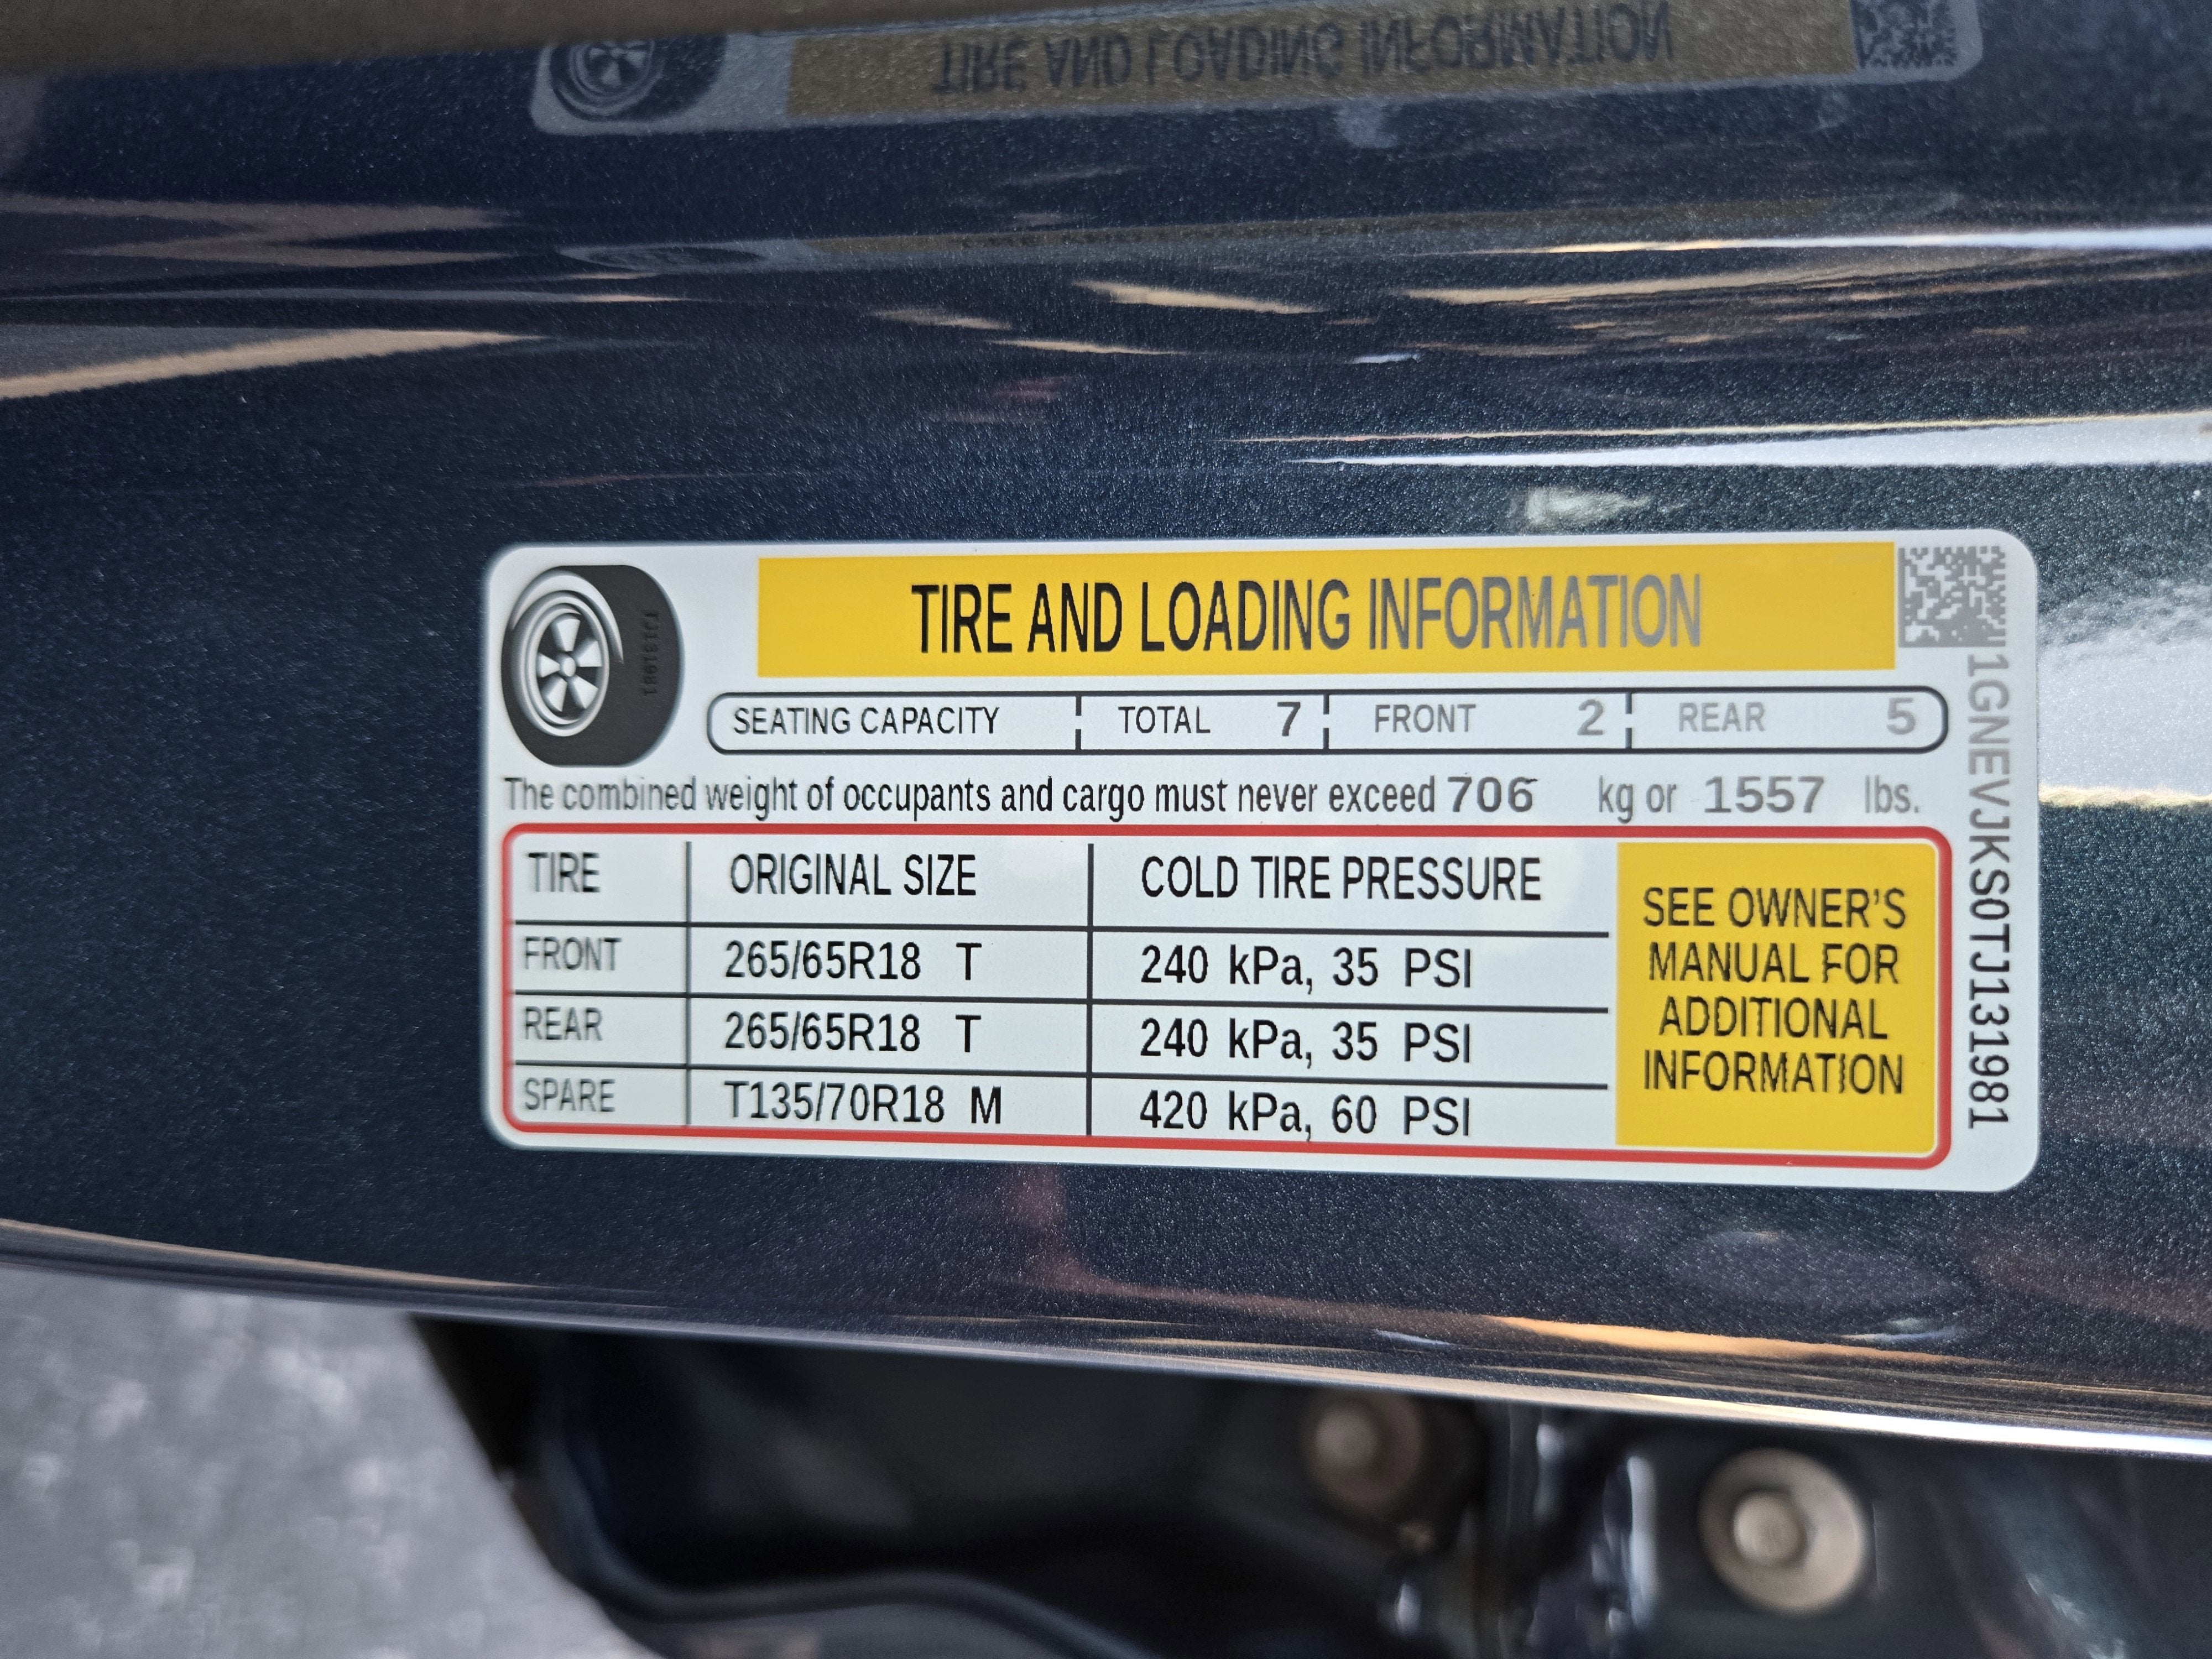 TIRE AND LOADING INFORMATION
TIRE AND LOADING INFORMATION
TJ131981
SEATING CAPACITY TOTAL 7 FRONT 2 REAR 5
The combined weight of occupants and cargo must never exceed 706 kg or 1557 lbs.
TIRE ORIGINAL SIZE COLD TIRE PRESSURE
FRONT 265/65R18 T 240 kPa, 35 PSI
REAR 265/65R18 T 240 kPa, 35 PSI
SPARE T135/70R18 M 420 kPa, 60 PSI
SEE OWNER'S
MANUAL FOR
ADDITIONAL
INFORMATION
1GNEVJKS0TJ131981